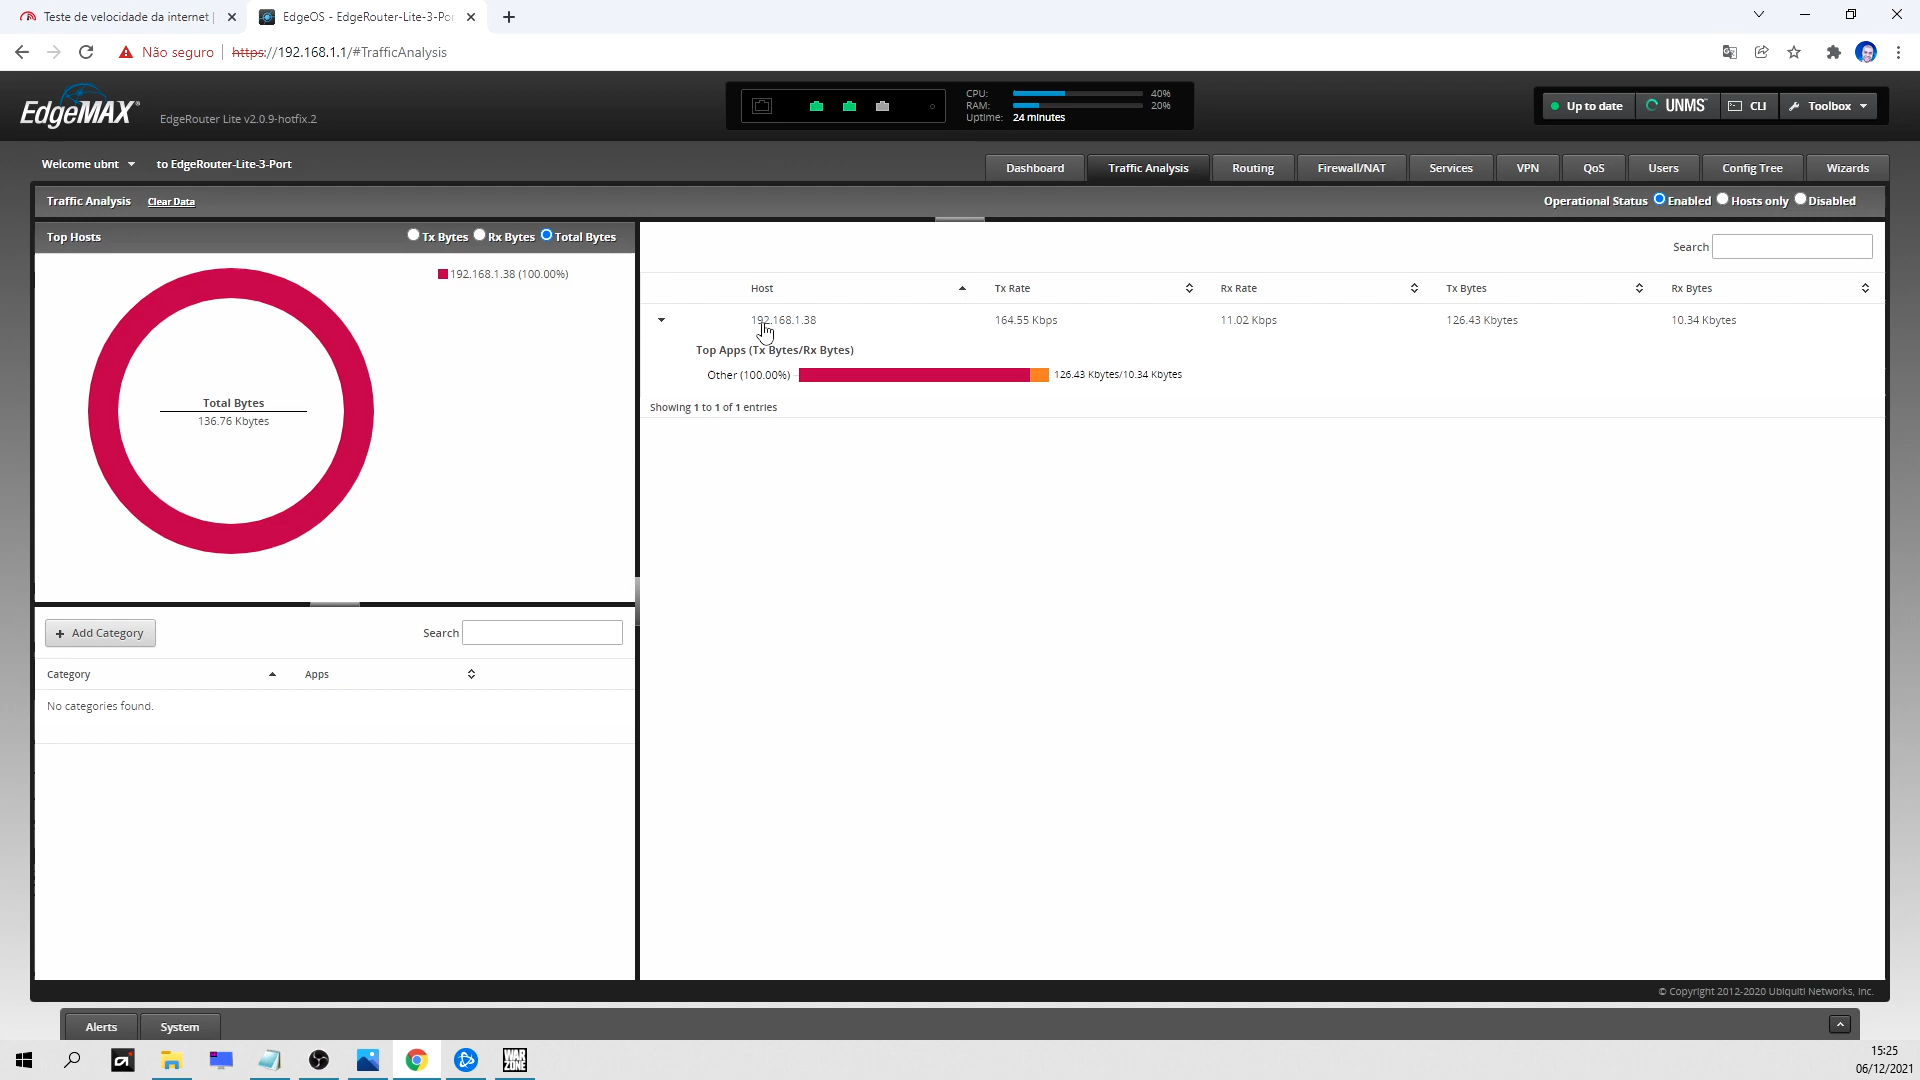 Teste de velocidade da internet |
EdgeOS - EdgeRouter-Lite-3-Por
Não seguro
https://192.168.1.1/#TrafficAnalysis
EdgeMAX
EdgeRouter Lite v2.0.9-hotfix.2
CPU: 40%
RAM: 20%
Uptime: 24 minutes
Up to date
UNMS
CLI
Toolbox
Welcome ubnt
to EdgeRouter-Lite-3-Port
Dashboard
Traffic Analysis
Routing
Firewall/NAT
Services
VPN
QoS
Users
Config Tree
Wizards
Traffic Analysis
Clear Data
Operational Status
Enabled
Hosts only
Disabled
Top Hosts
Tx Bytes
Rx Bytes
Total Bytes
192.168.1.38 (100.00%)
Total Bytes
136.76 Kbytes
Search
Host
Tx Rate
Rx Rate
Tx Bytes
Rx Bytes
192.168.1.38
164.55 Kbps
11.02 Kbps
126.43 Kbytes
10.34 Kbytes
Top Apps (Tx Bytes/Rx Bytes)
Other (100.00%)
126.43 Kbytes/10.34 Kbytes
Showing 1 to 1 of 1 entries
+ Add Category
Search
Category
Apps
No categories found.
© Copyright 2012-2020 Ubiquiti Networks, Inc.
Alerts
System
WAR
ZONE
15:25
06/12/2021